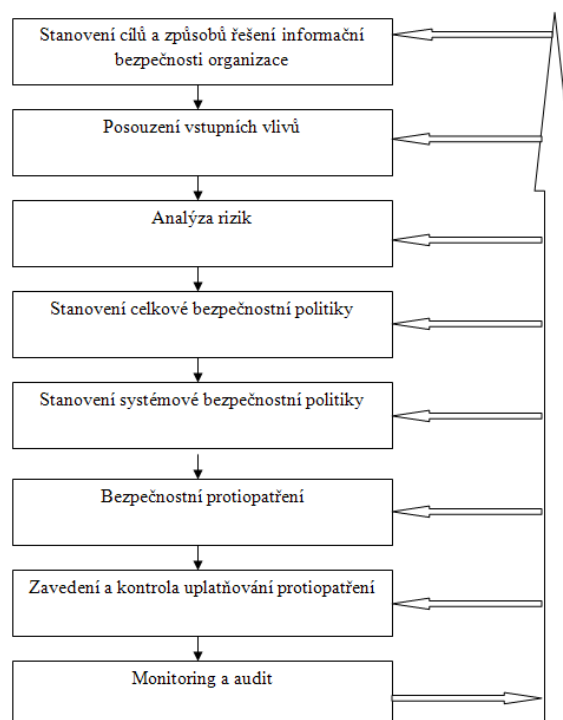 Stanovení cílů a způsobů řešení informační
bezpečnosti organizace
Posouzení vstupních vlivů
Analýza rizik
Stanovení celkové bezpečnostní politiky
Stanovení systémové bezpečnostní politiky
Bezpečnostní protiopatření
Zavedení a kontrola uplatňování protiopatření
Monitoring a audit